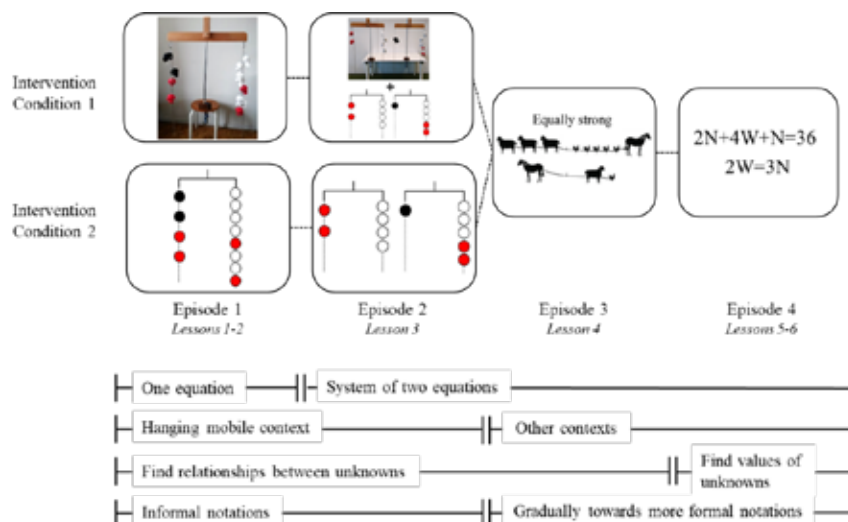 Intervention
Condition 1
Equally strong
2N+4W+N=36
2W=3N
Intervention
Condition 2
Episode 1
Lessons 1-2
Episode 2
Lesson 3
Episode 3
Lesson 4
Episode 4
Lessons 5-6
One equation
System of two equations
Hanging mobile context
Other contexts
Find relationships between unknowns
Find values of
unknowns
Informal notations
Gradually towards more formal notations